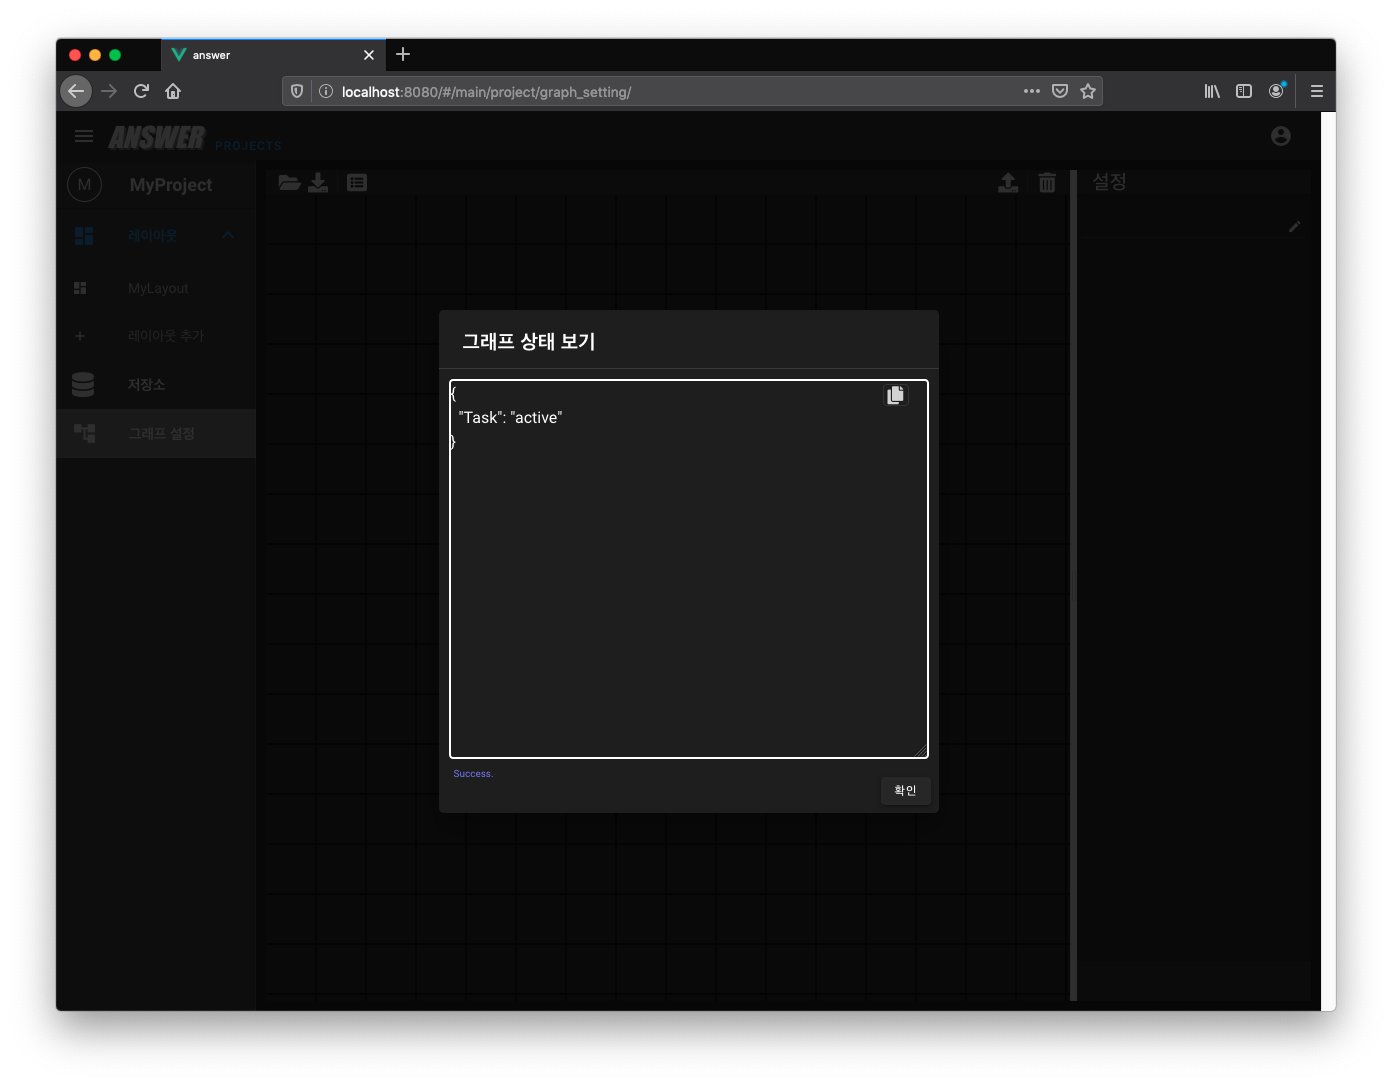 answer
localhost:8080/#/main/project/graph_setting/
ANSWER PROJECTS
M MyProject
설정
레이아웃
MyLayout
레이아웃 추가
저장소
그래프 설정
그래프 상태 보기
{
"Task": "active"
}
Success.
확인